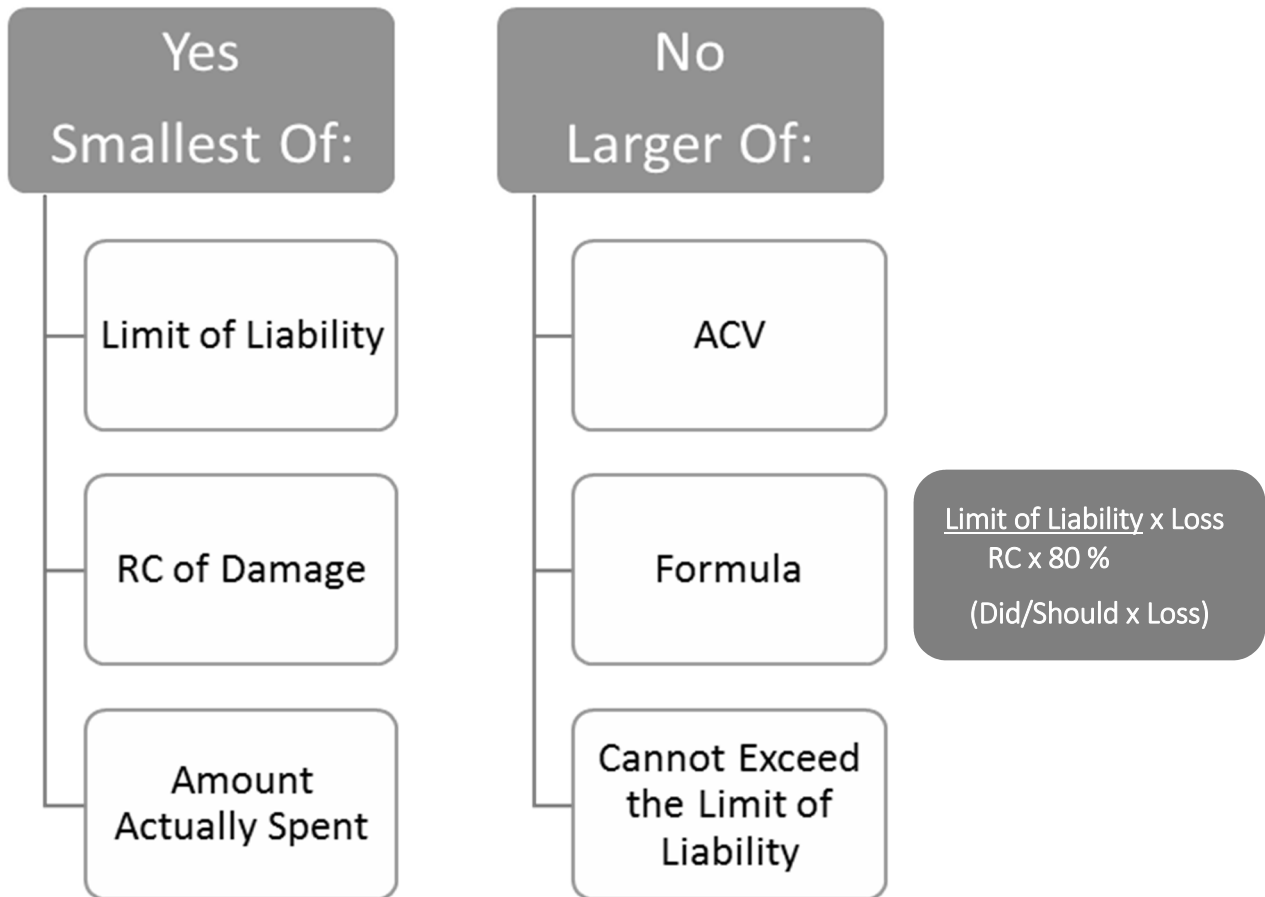 Yes
Smallest Of:
Limit of Liability
RC of Damage
Amount
Actually Spent
No
Larger Of:
ACV
Formula
Limit of Liability x Loss
RC x 80 %
(Did/Should x Loss)
Cannot Exceed
the Limit of
Liability